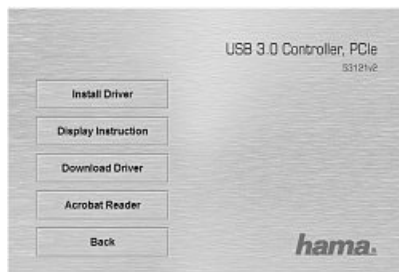 USB 3.0 Controller, PCIe
53121v2
Install Driver
Display Instruction
Download Driver
Acrobat Reader
Back
hama.